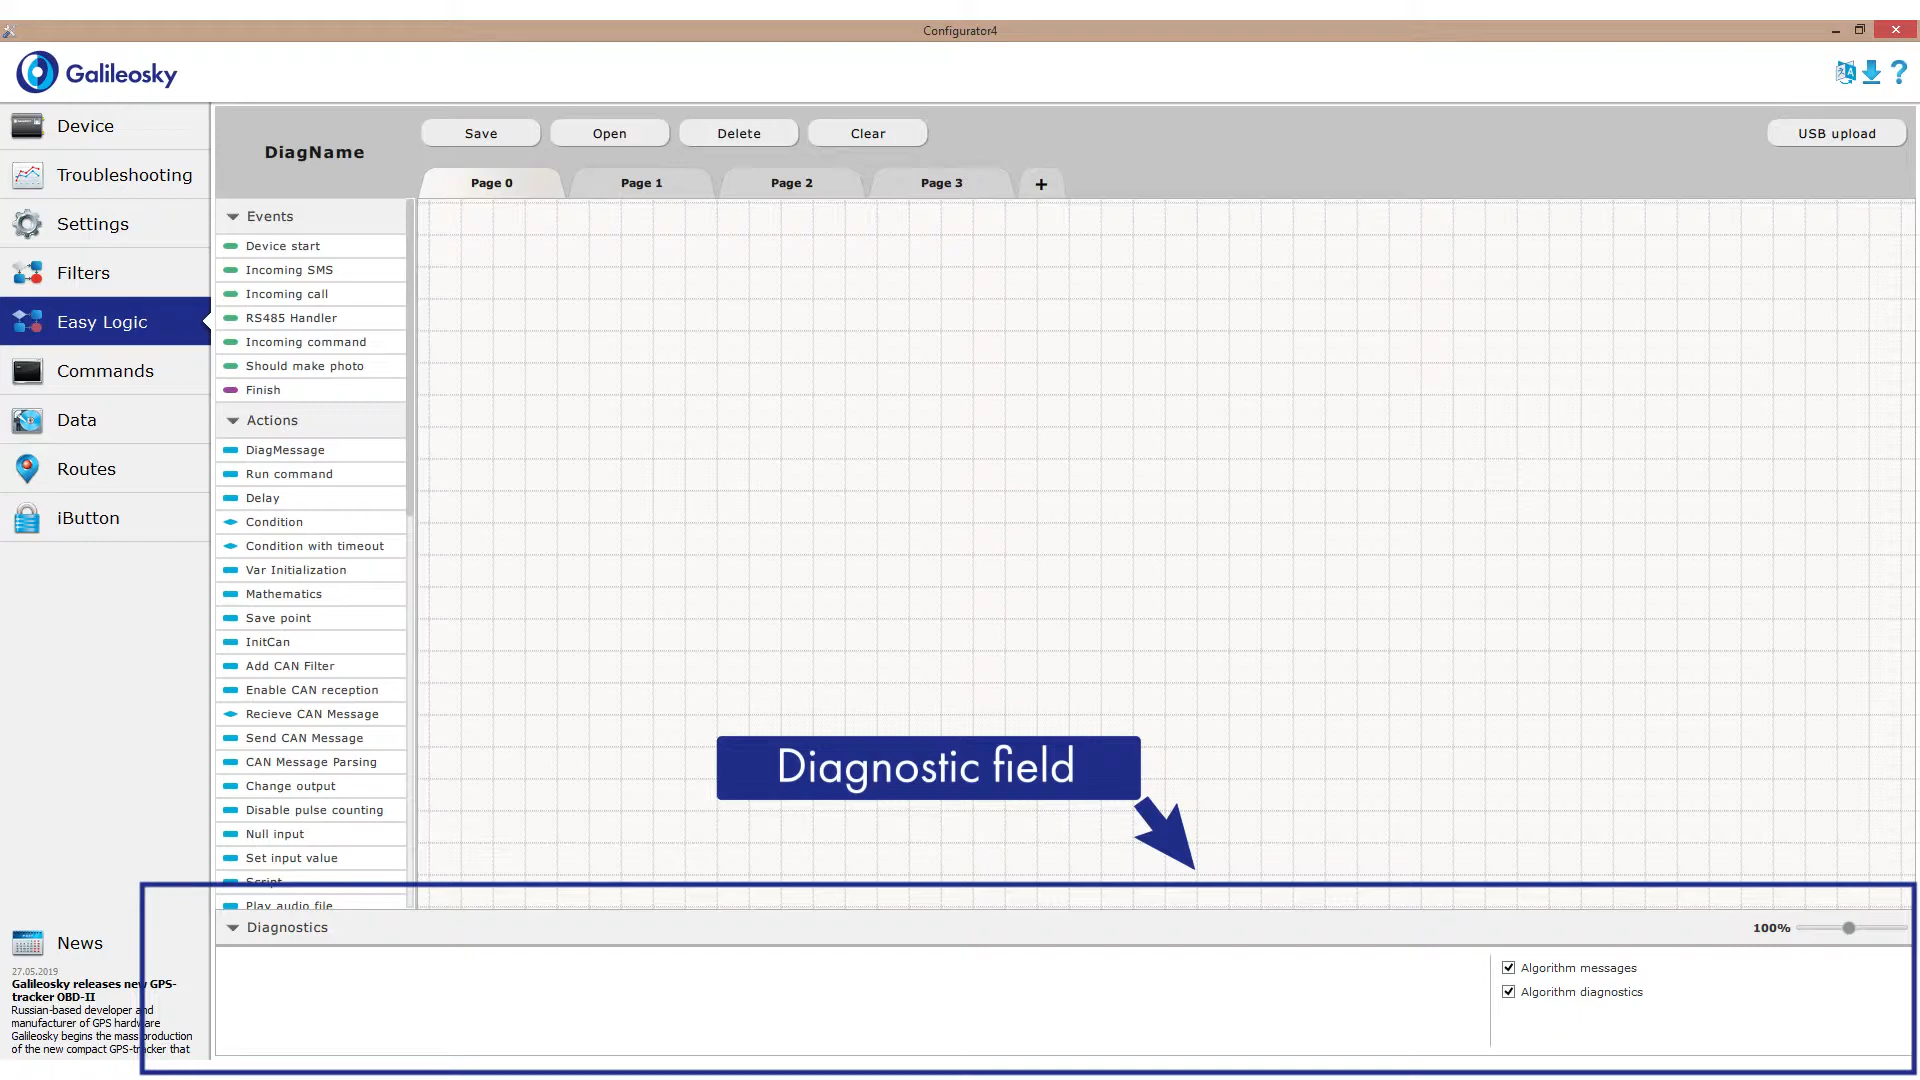 Configurator4
Galileosky
Device
Troubleshooting
Settings
Filters
Easy Logic
Commands
Data
Routes
iButton
DiagName
Save
Open
Delete
Clear
USB upload
Page 0
Page 1
Page 2
Page 3
+
Events
Device start
Incoming SMS
Incoming call
RS485 Handler
Incoming command
Should make photo
Finish
Actions
DiagMessage
Run command
Delay
Condition
Condition with timeout
Var Initialization
Mathematics
Save point
InitCan
Add CAN Filter
Enable CAN reception
Recieve CAN Message
Send CAN Message
CAN Message Parsing
Change output
Disable pulse counting
Null input
Set input value
Script
Play audio file
Diagnostic field
Diagnostics
100%
Algorithm messages
Algorithm diagnostics
News
27.05.2019
Galileosky releases new GPS-
tracker OBD-II
Russian-based developer and
manufacturer of GPS hardware
Galileosky begins the mass production
of the new compact GPS-tracker that